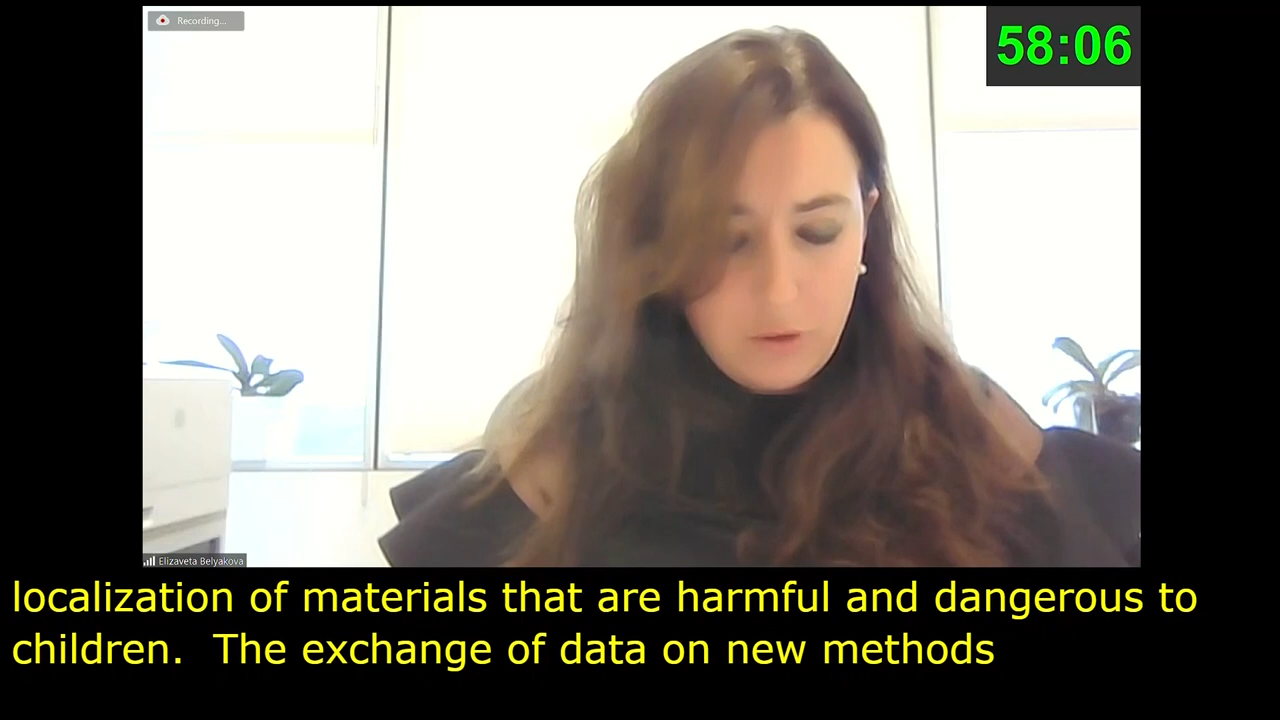 Recording...
58:06
Elizaveta Belyakova
localization of materials that are harmful and dangerous to
children.  The exchange of data on new methods